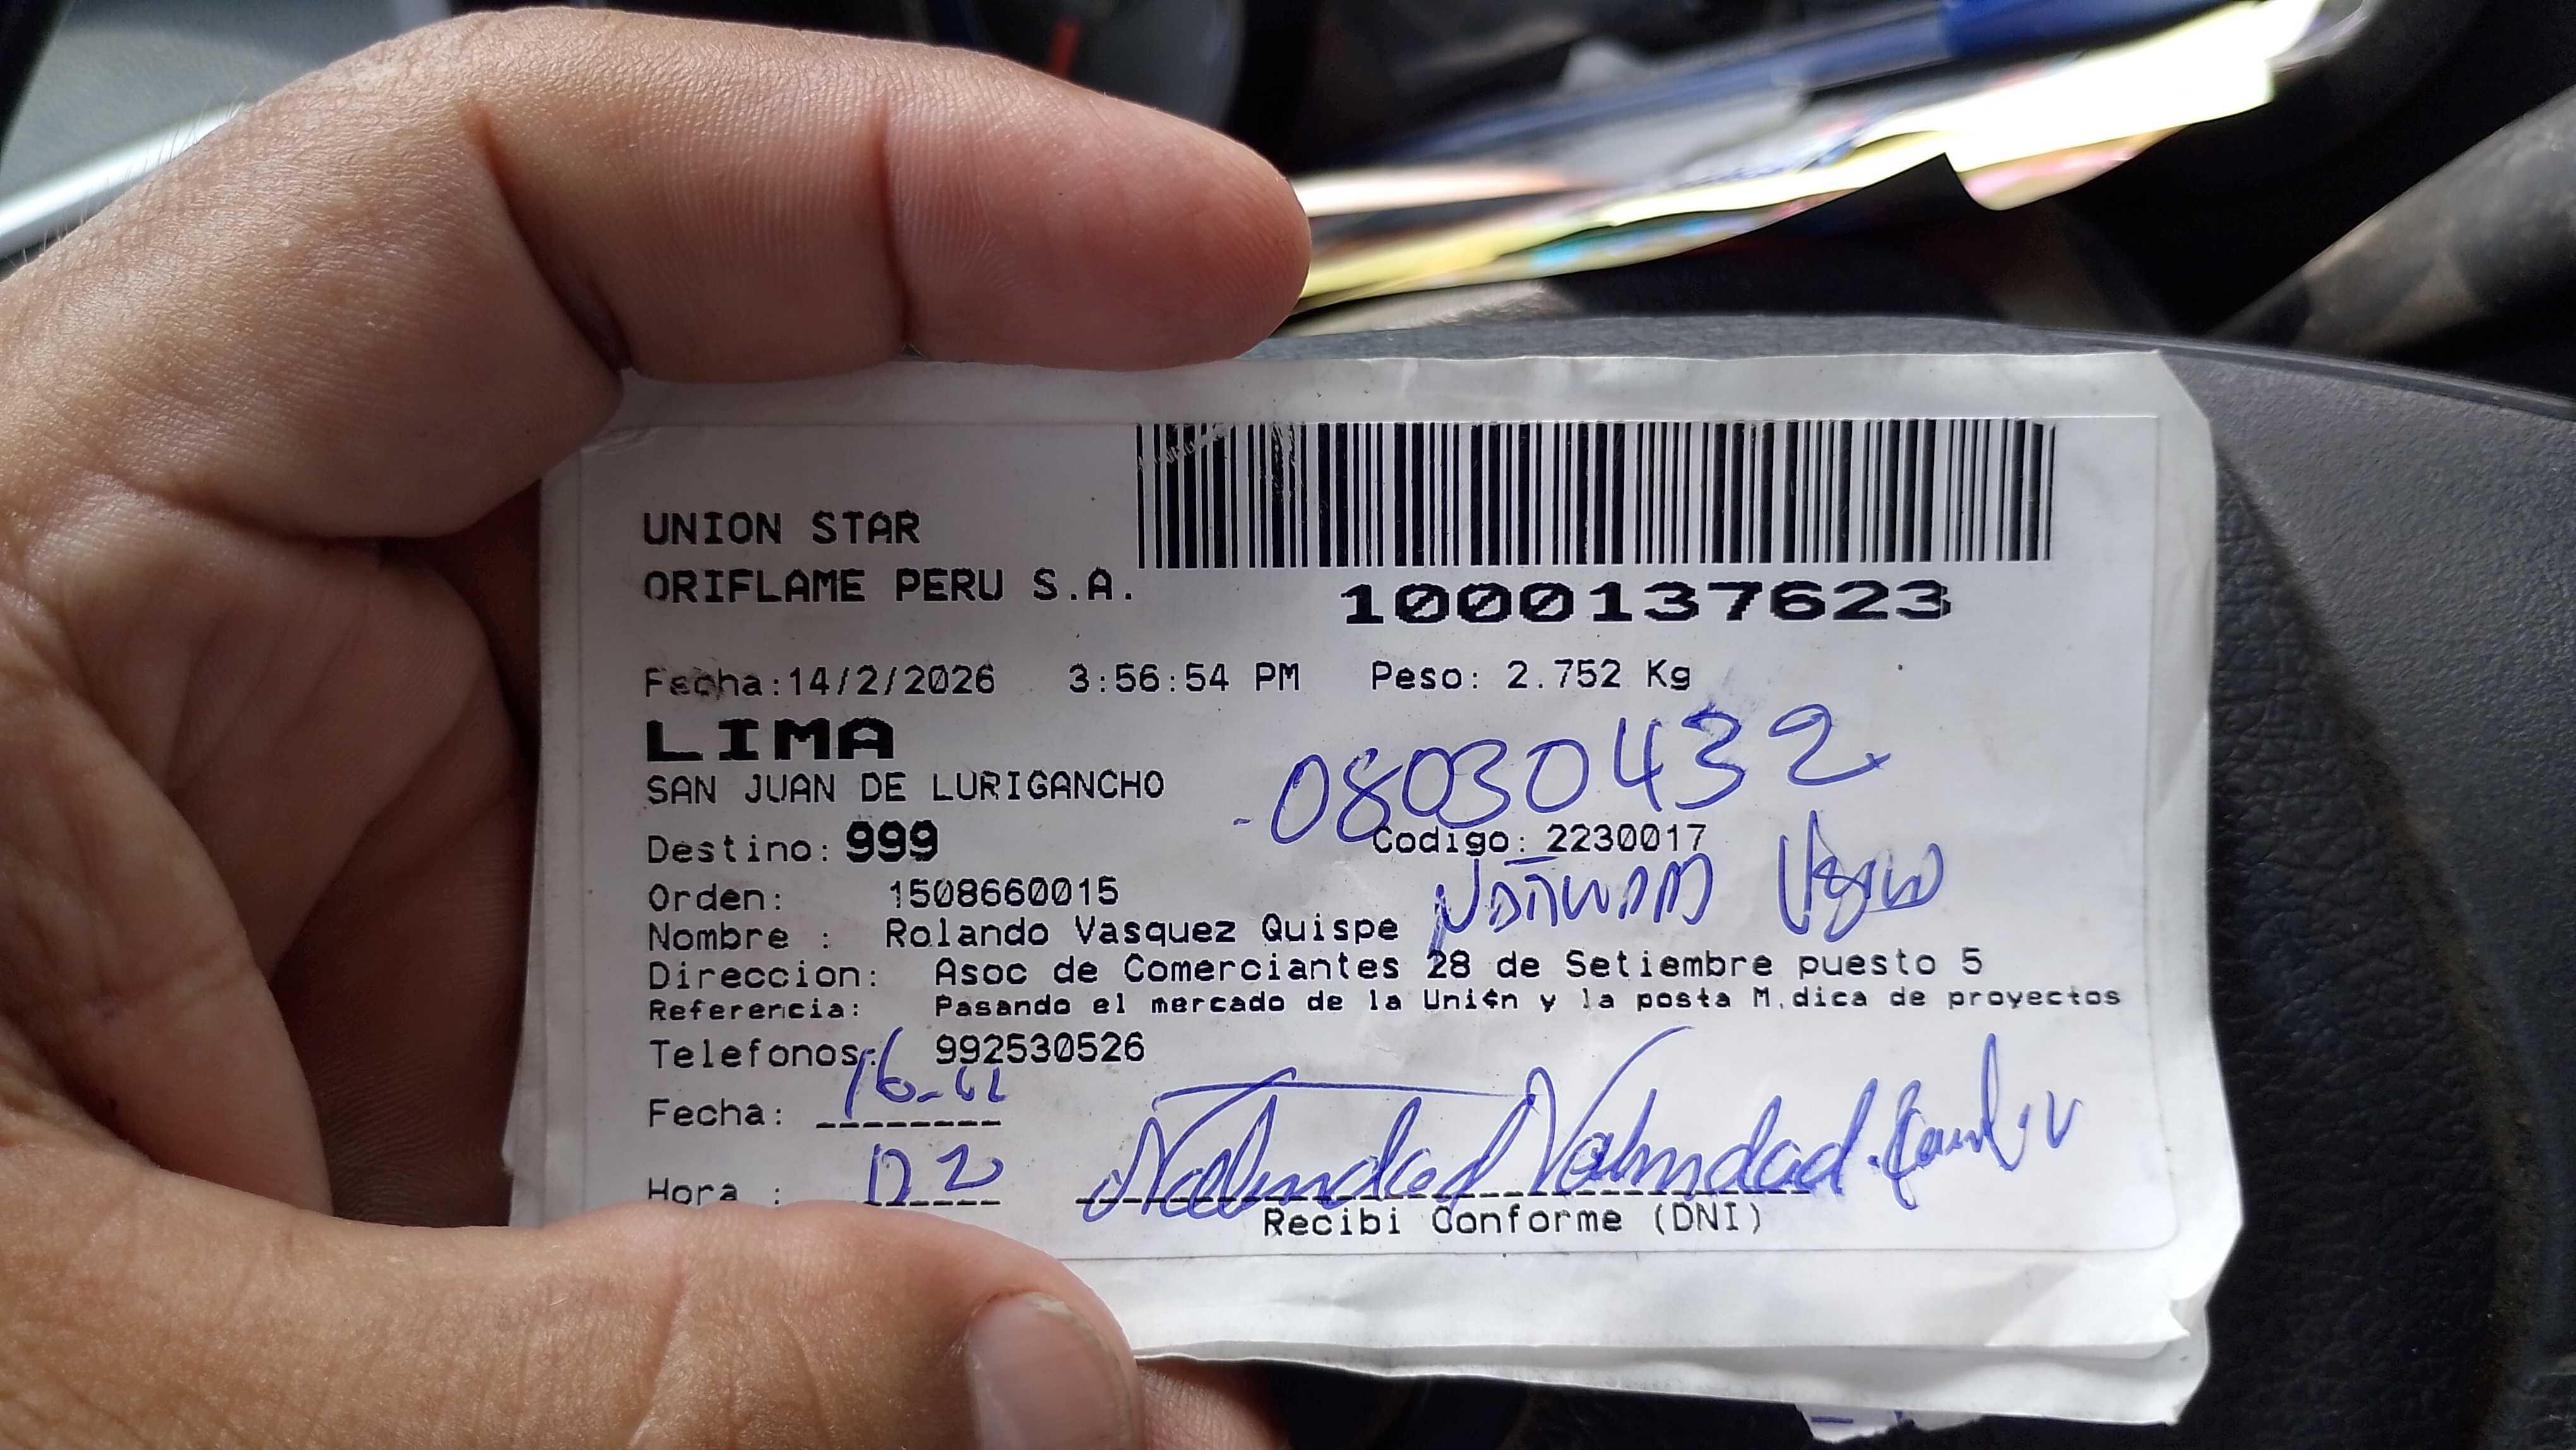 UNION STAR
ORIFLAME PERU S.A.
1000137623
Fecha:14/2/2026 3:56:54 PM Peso: 2.752 Kg
LIMA
SAN JUAN DE LURIGANCHO
08030432
Destino: 999
Codigo: 2230017
Orden: 1508660015
Nombre : Rolando Vasquez Quispe
Direccion: Asoc de Comerciantes 28 de Setiembre puesto 5
Referencia: Pasando el mercado de la Uni¢n y la posta M.dica de proyectos
Telefonos: 992530526
Fecha: 16-02
Hora :
Recibi Conforme (DNI)